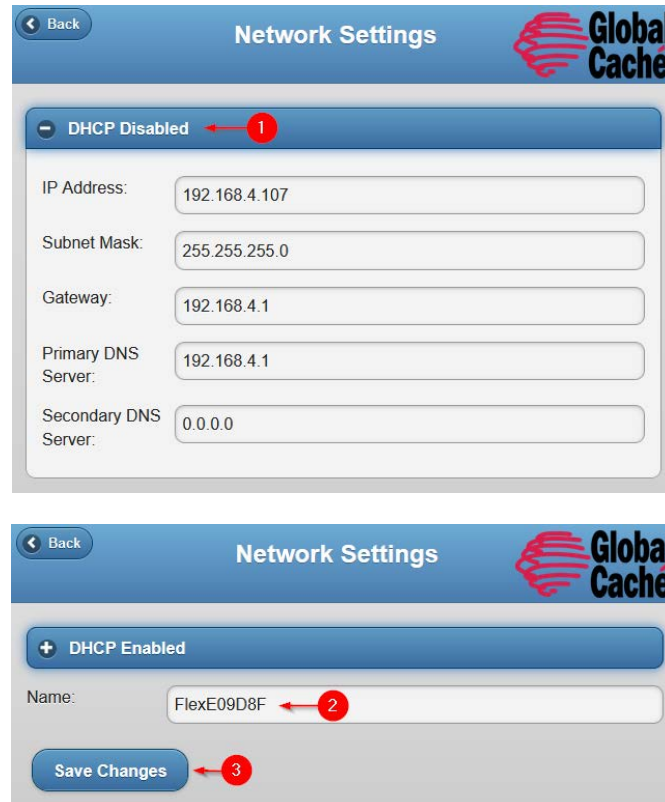 Back
Network Settings
Global
Caché
DHCP Disabled
1
IP Address:
192.168.4.107
Subnet Mask:
255.255.255.0
Gateway:
192.168.4.1
Primary DNS
Server:
192.168.4.1
Secondary DNS
Server:
0.0.0.0
Back
Network Settings
Global
Caché
DHCP Enabled
Name:
FlexE09D8F
2
Save Changes
3